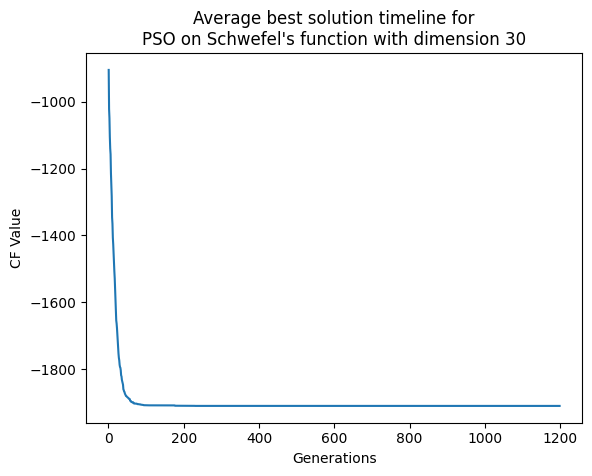 Average best solution timeline for
PSO on Schwefel's function with dimension 30
CF Value
−1000
−1200
−1400
−1600
−1800
0 200 400 600 800 1000 1200
Generations